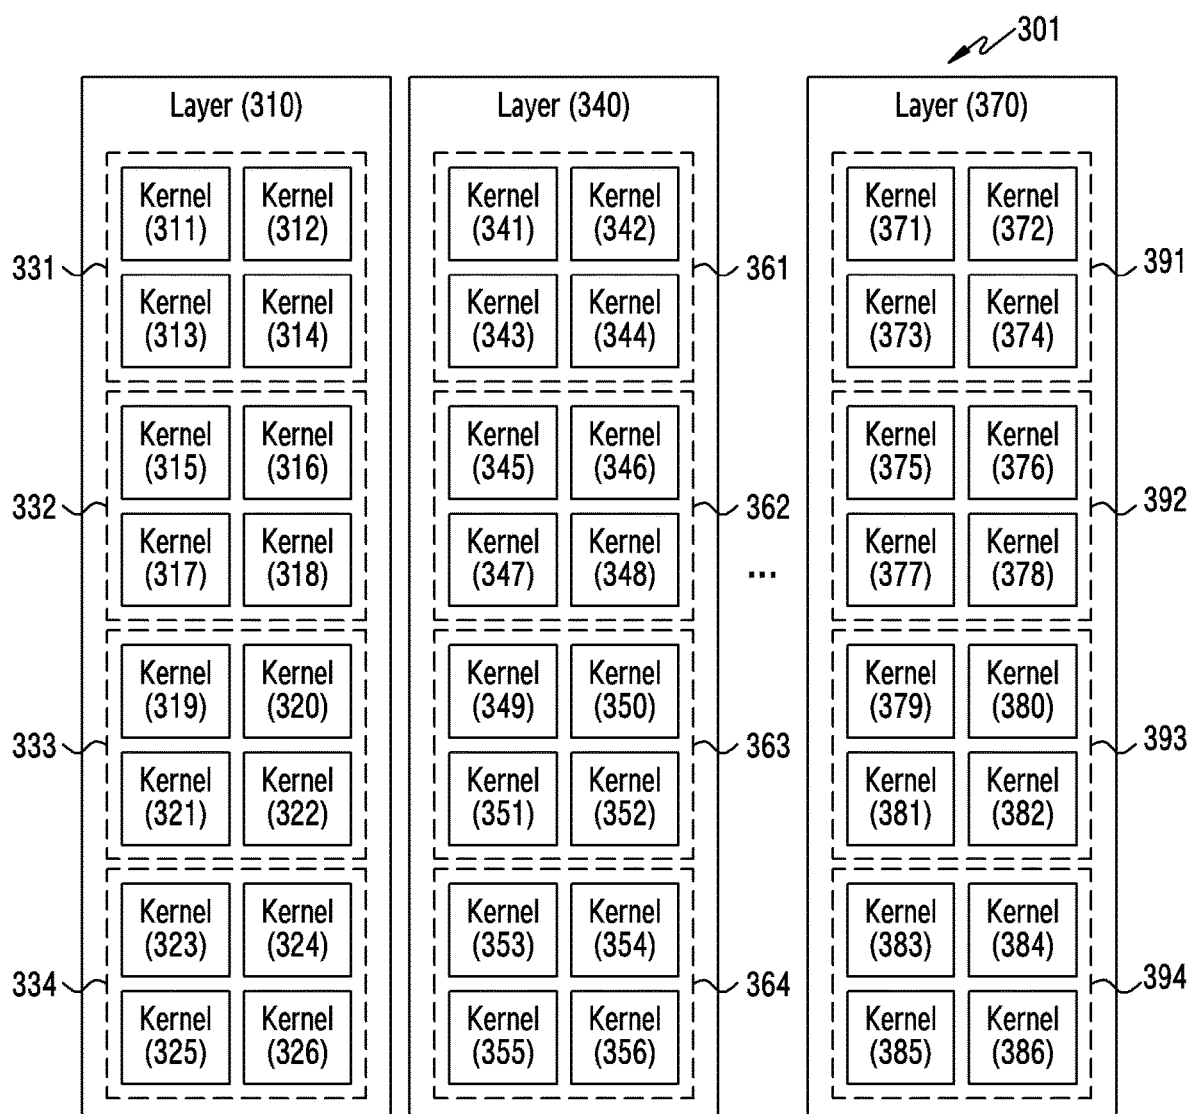 301
Layer (310) Layer (340) Layer (370)
Kernel Kernel Kernel Kernel Kernel Kernel
(311) (312) (341) (342) (371) (372)
331 361 391
Kernel Kernel Kernel Kernel Kernel Kernel
(313) (314) (343) (344) (373) (374)
Kernel Kernel Kernel Kernel Kernel Kernel
(315) (316) (345) (346) (375) (376)
332 362 392
Kernel Kernel Kernel Kernel Kernel Kernel
(317) (318) (347) (348) ... (377) (378)
Kernel Kernel Kernel Kernel Kernel Kernel
(319) (320) (349) (350) (379) (380)
333 363 393
Kernel Kernel Kernel Kernel Kernel Kernel
(321) (322) (351) (352) (381) (382)
Kernel Kernel Kernel Kernel Kernel Kernel
(323) (324) (353) (354) (383) (384)
334 364 394
Kernel Kernel Kernel Kernel Kernel Kernel
(325) (326) (355) (356) (385) (386)